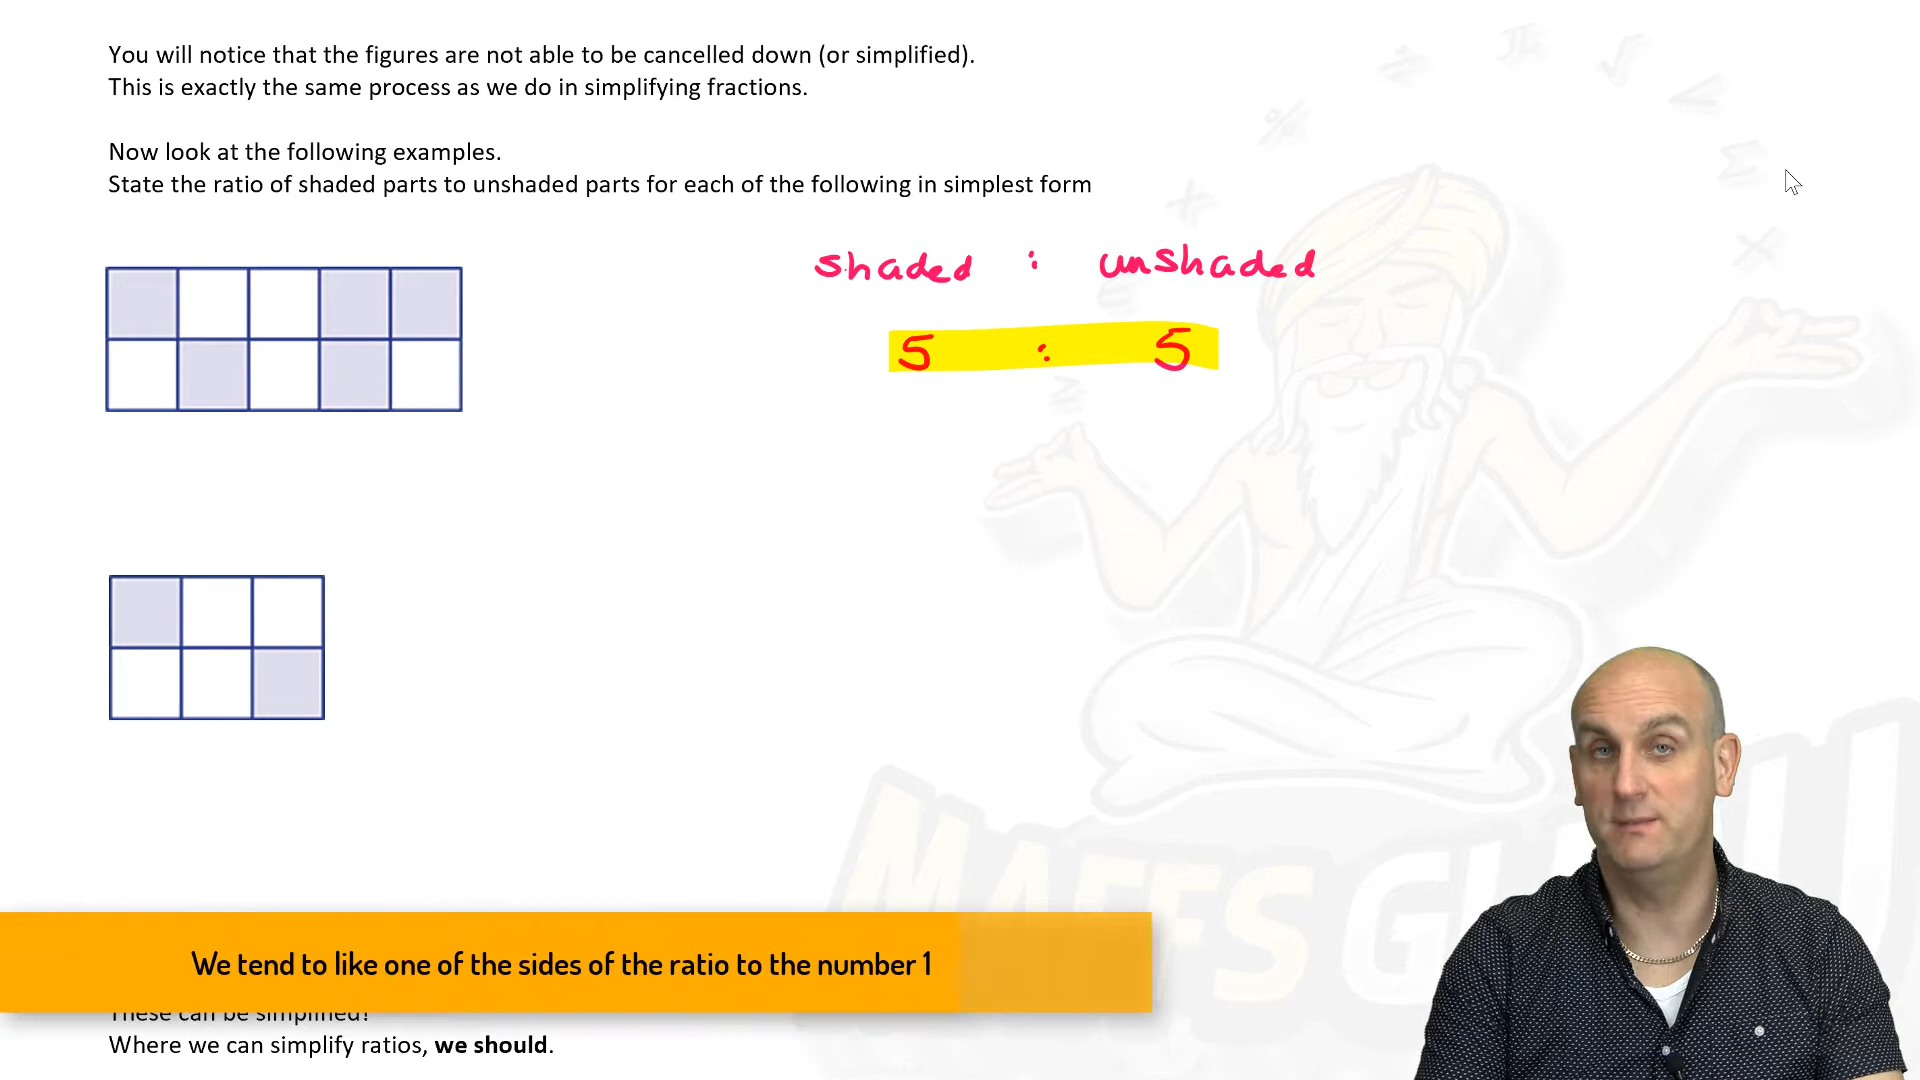 You will notice that the figures are not able to be cancelled down (or simplified).
This is exactly the same process as we do in simplifying fractions.
Now look at the following examples.
State the ratio of shaded parts to unshaded parts for each of the following in simplest form
shaded : unshaded
5 : 5
We tend to like one of the sides of the ratio to the number 1
These can be simplified!
Where we can simplify ratios, we should.